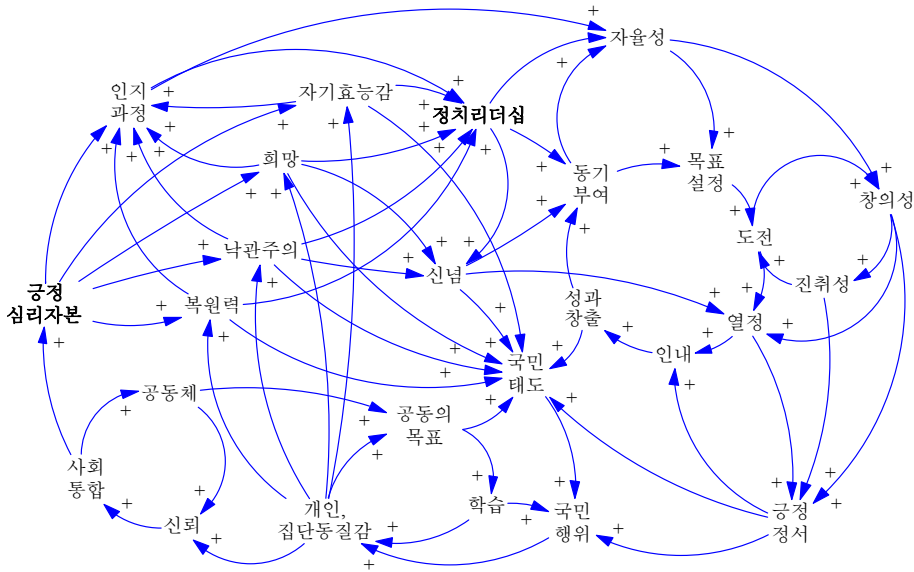 자율성
인지
과정
자기효능감
정치리더십
희망
동기
부여
목표
설정
창의성
낙관주의
신념
도전
긍정
심리자본
복원력
성과
창출
진취성
열정
국민
태도
인내
공동체
공동의
목표
사회
통합
신뢰
개인,
집단동질감
학습
국민
행위
긍정
정서